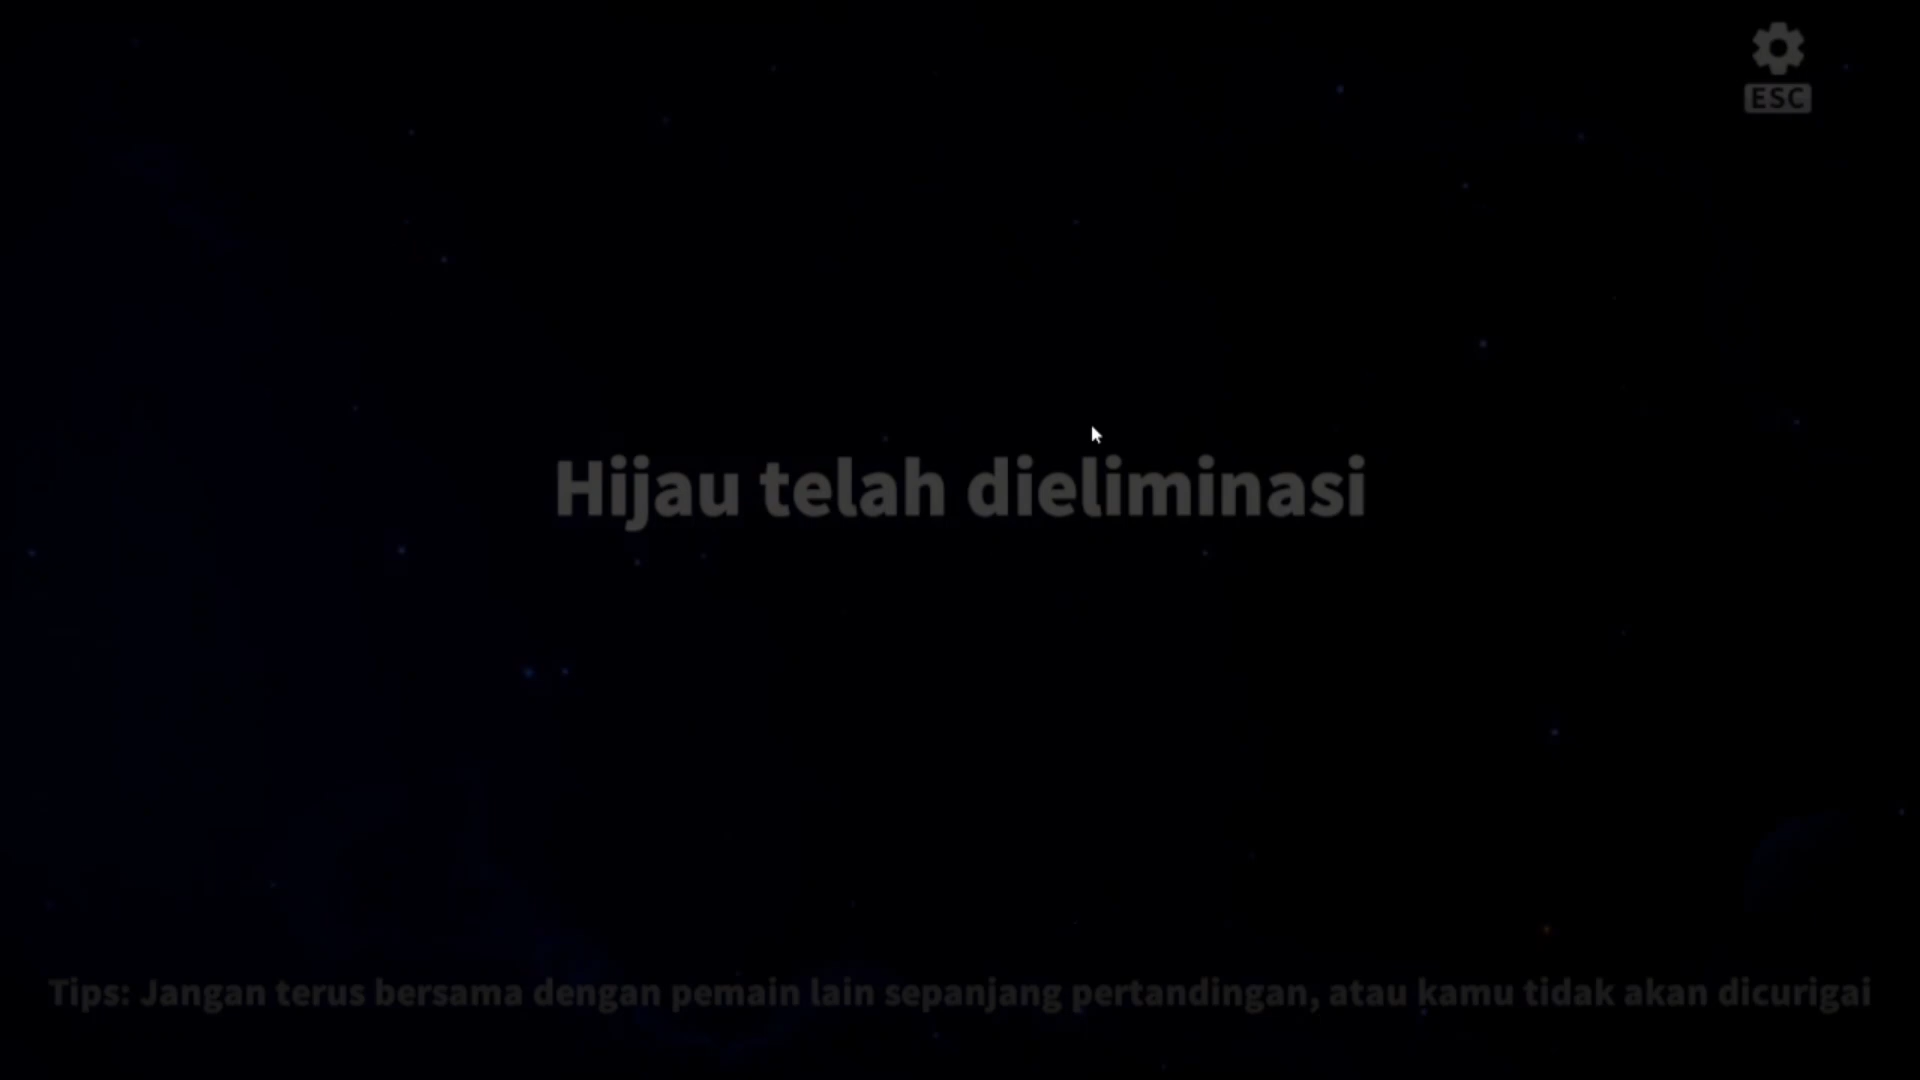 ESC
Hijau telah dieliminasi
Tips: Jangan terus bersama dengan pemain lain sepanjang pertandingan, atau kamu tidak akan dicurigai